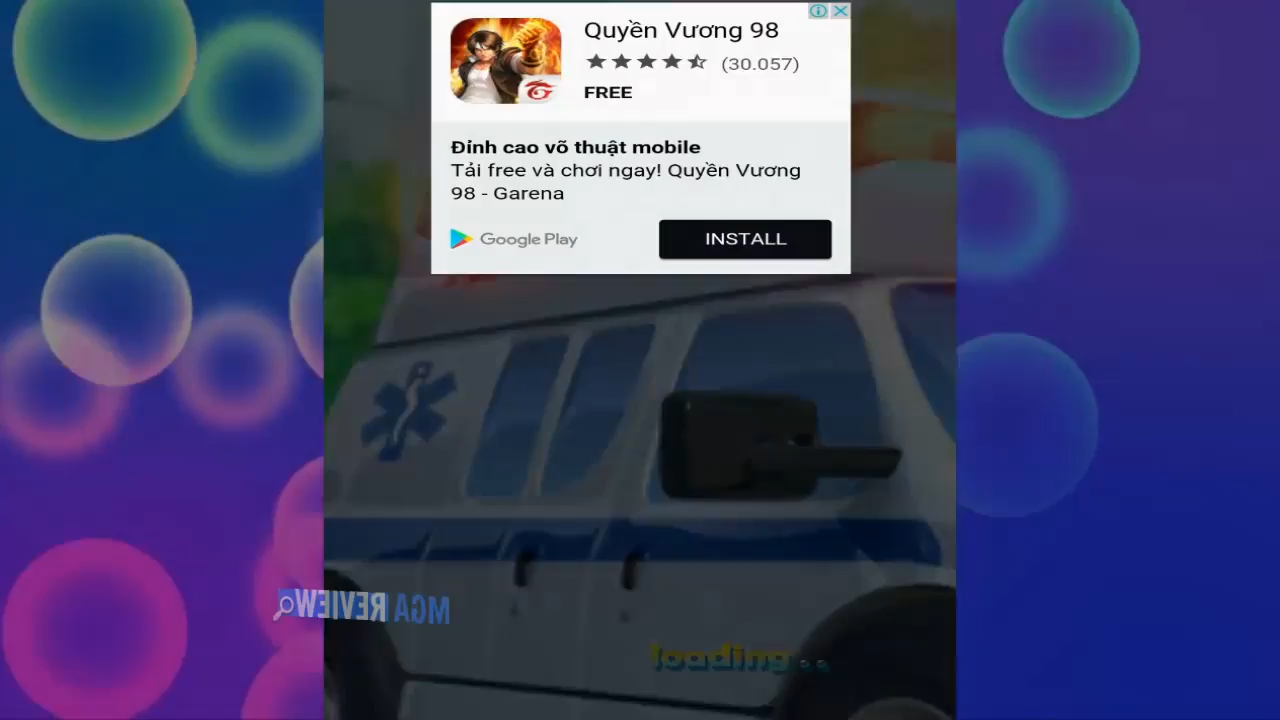 Quyền Vương 98
(30.057)
FREE
Đỉnh cao võ thuật mobile
Tải free và chơi ngay! Quyền Vương
98 - Garena
Google Play
INSTALL
MGA REVIEW
loading..